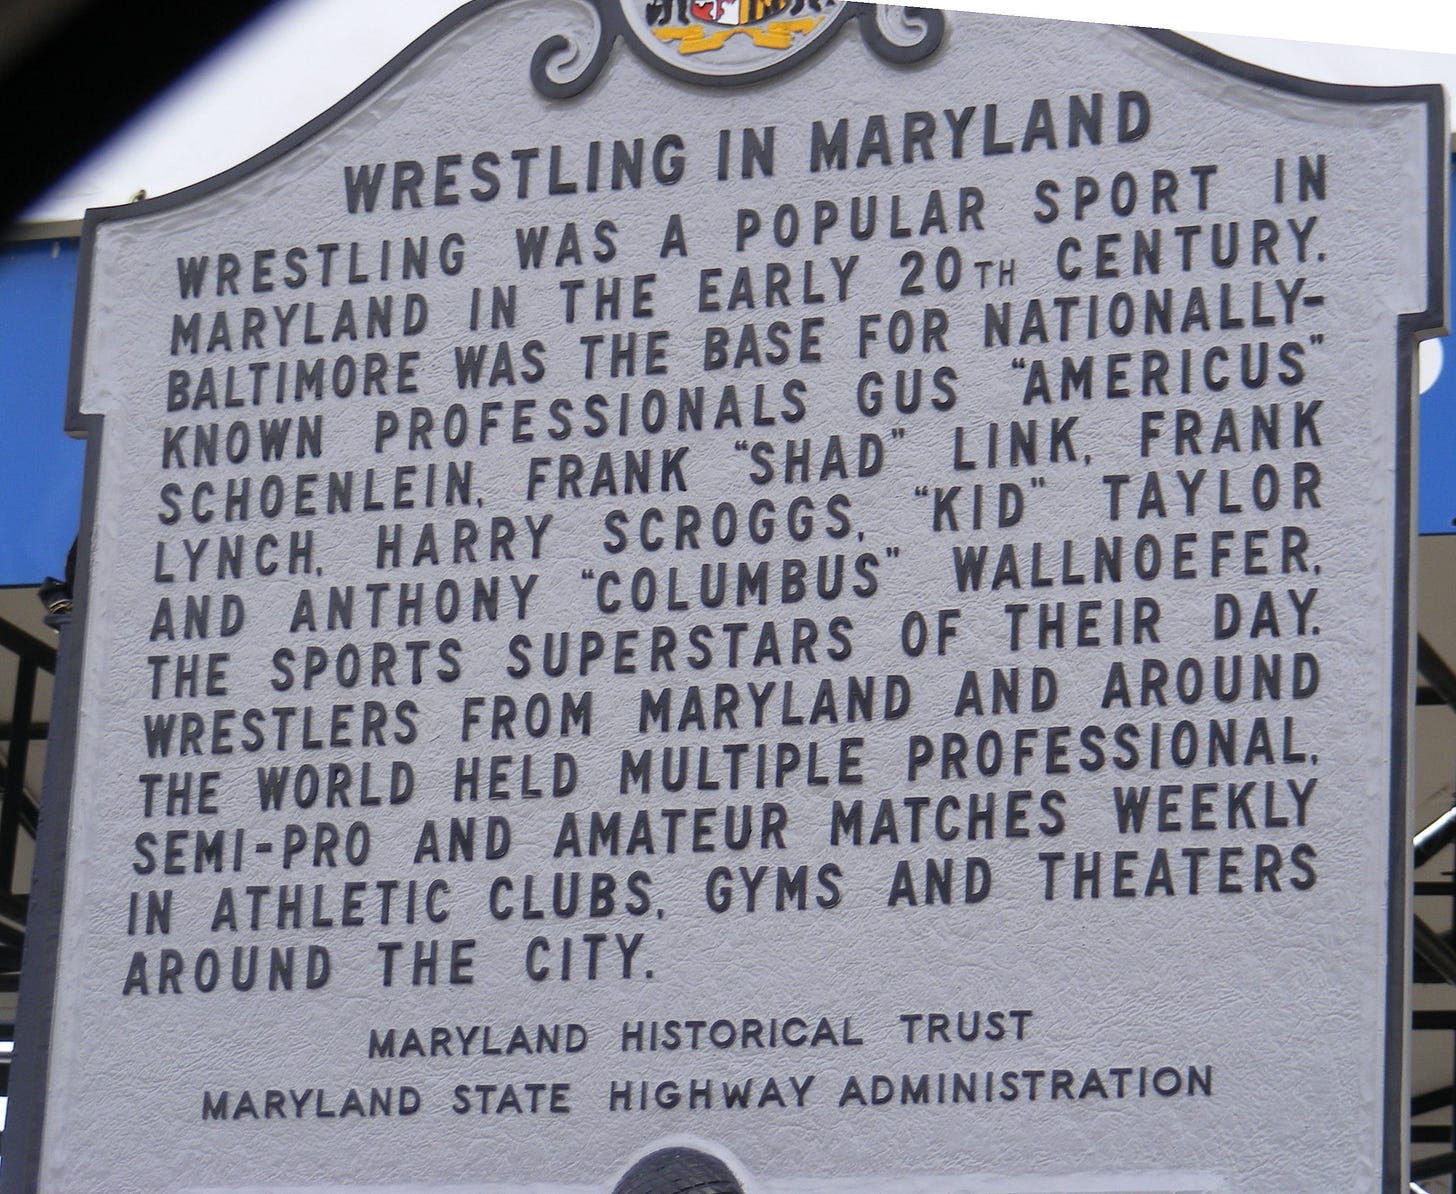 WRESTLING IN MARYLAND
WRESTLING WAS A POPULAR SPORT IN
MARYLAND IN THE EARLY 20TH CENTURY.
BALTIMORE WAS THE BASE FOR NATIONALLY-
KNOWN PROFESSIONALS GUS "AMERICUS"
SCHOENLEIN, FRANK "SHAD" LINK, FRANK
LYNCH, HARRY SCROGGS, "KID" TAYLOR
AND ANTHONY "COLUMBUS" WALLNOEFER,
THE SPORTS SUPERSTARS OF THEIR DAY.
WRESTLERS FROM MARYLAND AND AROUND
THE WORLD HELD MULTIPLE PROFESSIONAL,
SEMI-PRO AND AMATEUR MATCHES WEEKLY
IN ATHLETIC CLUBS, GYMS AND THEATERS
AROUND THE CITY.
MARYLAND HISTORICAL TRUST
MARYLAND STATE HIGHWAY ADMINISTRATION